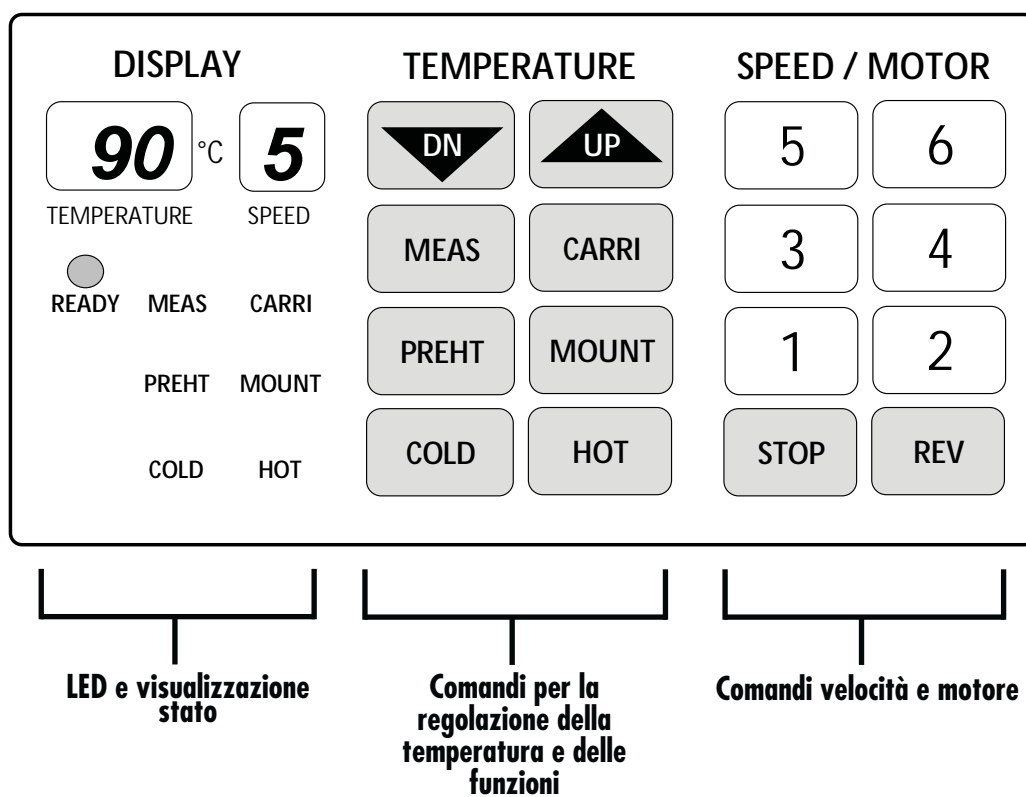 DISPLAY
TEMPERATURE
SPEED / MOTOR
90 °C 5
TEMPERATURE SPEED
READY MEAS CARRI
PREHT MOUNT
COLD HOT
DN UP
MEAS CARRI
PREHT MOUNT
COLD HOT
5 6
3 4
1 2
STOP REV
LED e visualizzazione
stato
Comandi per la
regolazione della
temperatura e delle
funzioni
Comandi velocità e motore